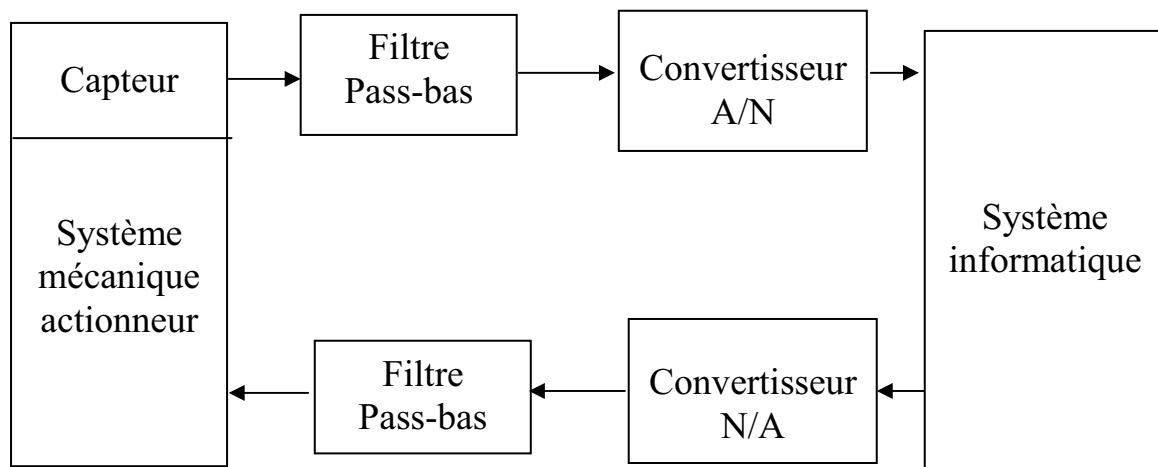 Capteur
Filtre
Pass-bas
Convertisseur
A/N
Système
informatique
Système
mécanique
actionneur
Filtre
Pass-bas
Convertisseur
N/A